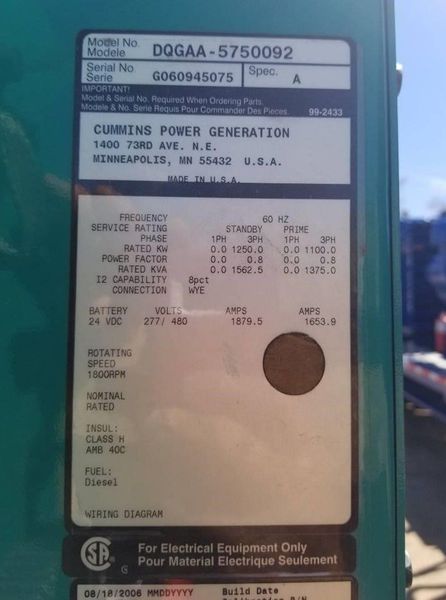 Model No. DQGAA-5750092
Modele
Serial No G060945075 Spec. A
Serie
IMPORTANT!
Model & Serial No. Required When Ordering Parts.
Modele & No. Serie Requis Pour Commander Des Pieces. 99-2433
CUMMINS POWER GENERATION
1400 73RD AVE. N.E.
MINNEAPOLIS, MN 55432 U.S.A.
MADE IN U.S.A.
FREQUENCY 60 HZ
SERVICE RATING STANDBY PRIME
PHASE 1PH 3PH 1PH 3PH
RATED KW 0.0 1250.0 0.0 1100.0
POWER FACTOR 0.0 0.8 0.0 0.8
RATED KVA 0.0 1562.5 0.0 1375.0
I2 CAPABILITY 8pct
CONNECTION WYE
BATTERY VOLTS AMPS AMPS
24 VDC 277/ 480 1879.5 1653.9
ROTATING
SPEED
1800RPM
NOMINAL
RATED
INSUL:
CLASS H
AMB 40C
FUEL:
Diesel
WIRING DIAGRAM
SA G For Electrical Equipment Only
Pour Material Electrique Seulement
08/18/2006 MMDDYYYY Build Date